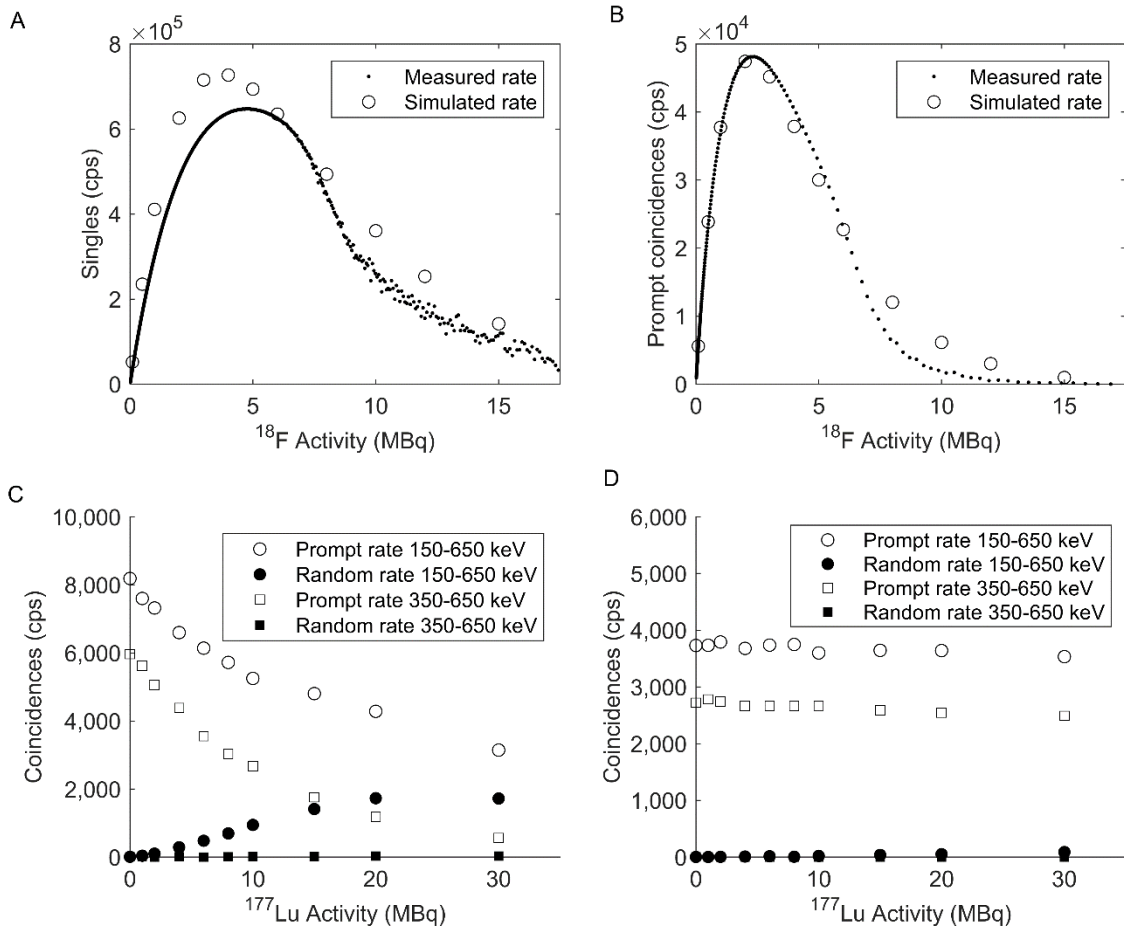 A
×10⁵
8
6
4
2
0
Singles (cps)
Measured rate
Simulated rate
0 5 10 15
¹⁸F Activity (MBq)
B
×10⁴
5
4
3
2
1
0
Prompt coincidences (cps)
Measured rate
Simulated rate
0 5 10 15
¹⁸F Activity (MBq)
C
10,000
8,000
6,000
4,000
2,000
0
Coincidences (cps)
Prompt rate 150-650 keV
Random rate 150-650 keV
Prompt rate 350-650 keV
Random rate 350-650 keV
0 10 20 30
¹⁷⁷Lu Activity (MBq)
D
6,000
5,000
4,000
3,000
2,000
1,000
0
Coincidences (cps)
Prompt rate 150-650 keV
Random rate 150-650 keV
Prompt rate 350-650 keV
Random rate 350-650 keV
0 10 20 30
¹⁷⁷Lu Activity (MBq)